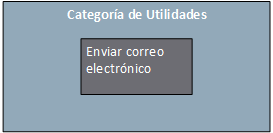 Categoría de Utilidades
Enviar correo
electrónico